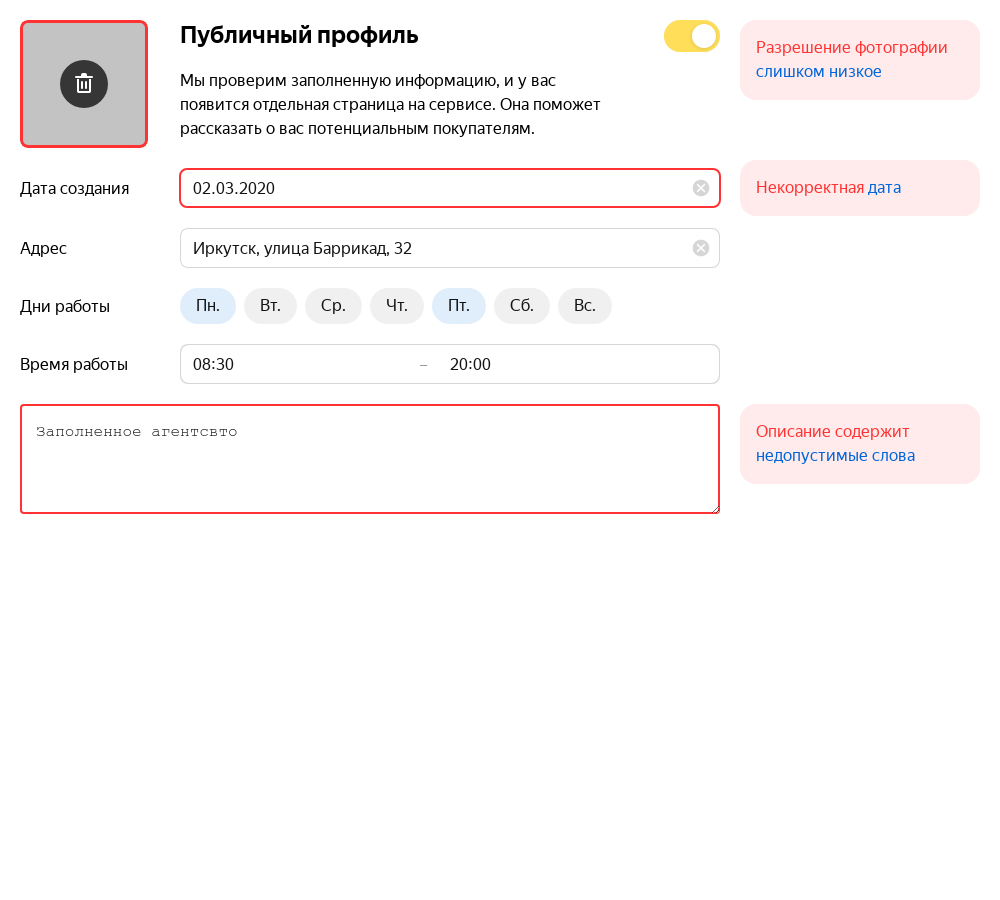 Публичный профиль
Мы проверим заполненную информацию, и у вас
появится отдельная страница на сервисе. Она поможет
рассказать о вас потенциальным покупателям.
Разрешение фотографии
слишком низкое
Дата создания
02.03.2020
Некорректная дата
Адрес
Иркутск, улица Баррикад, 32
Дни работы
Пн. Вт. Ср. Чт. Пт. Сб. Вс.
Время работы
08:30 – 20:00
Заполненное агентсвто
Описание содержит
недопустимые слова